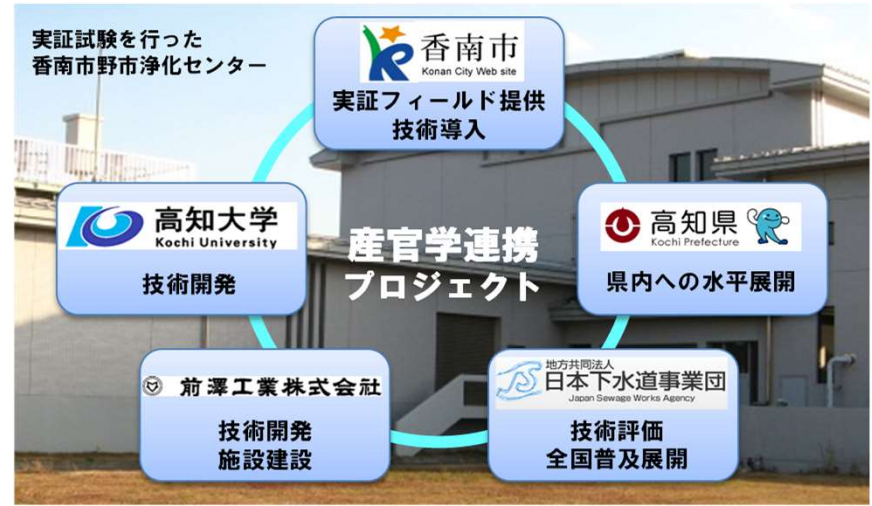 実証試験を行った
香南市野市浄化センター
香南市
Konan City Web site
実証フィールド提供
技術導入
高知大学
Kochi University
技術開発
産官学連携
プロジェクト
高知県
Kochi Prefecture
県内への水平展開
前澤工業株式会社
技術開発
施設建設
地方共同法人
日本下水道事業団
Japan Sewage Works Agency
技術評価
全国普及展開